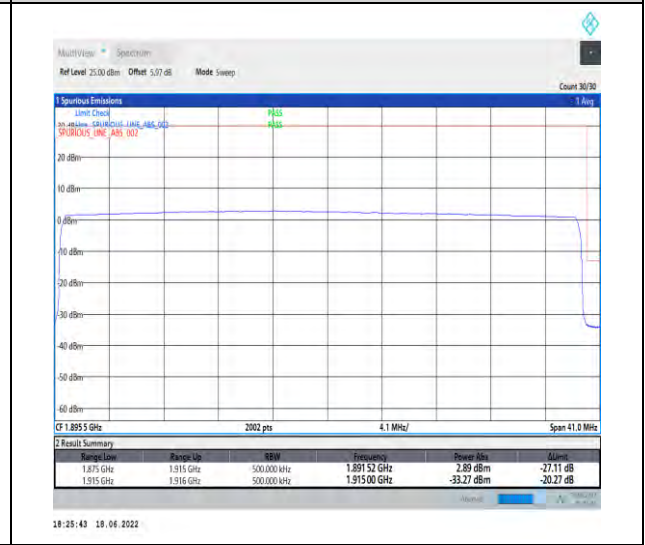 MultiView Spectrum
Ref Level 25.00 dBm Offset 5.97 dB Mode Sweep
Count 30/30
1 Spurious Emissions 1 Avg
Limit Check PASS
Line SPURIOUS_LINE_ABS_002 PASS
SPURIOUS_LINE_ABS_002
20 dBm
10 dBm
0 dBm
-10 dBm
-20 dBm
-30 dBm
-40 dBm
-50 dBm
-60 dBm
CF 1.895 5 GHz 2002 pts 4.1 MHz/ Span 41.0 MHz
2 Result Summary
Range Low Range Up RBW Frequency Power Abs ΔLimit
1.875 GHz 1.915 GHz 500.000 kHz 1.891 52 GHz 2.89 dBm -27.11 dB
1.915 GHz 1.916 GHz 500.000 kHz 1.915 00 GHz -33.27 dBm -20.27 dB
18:25:43 18.06.2022